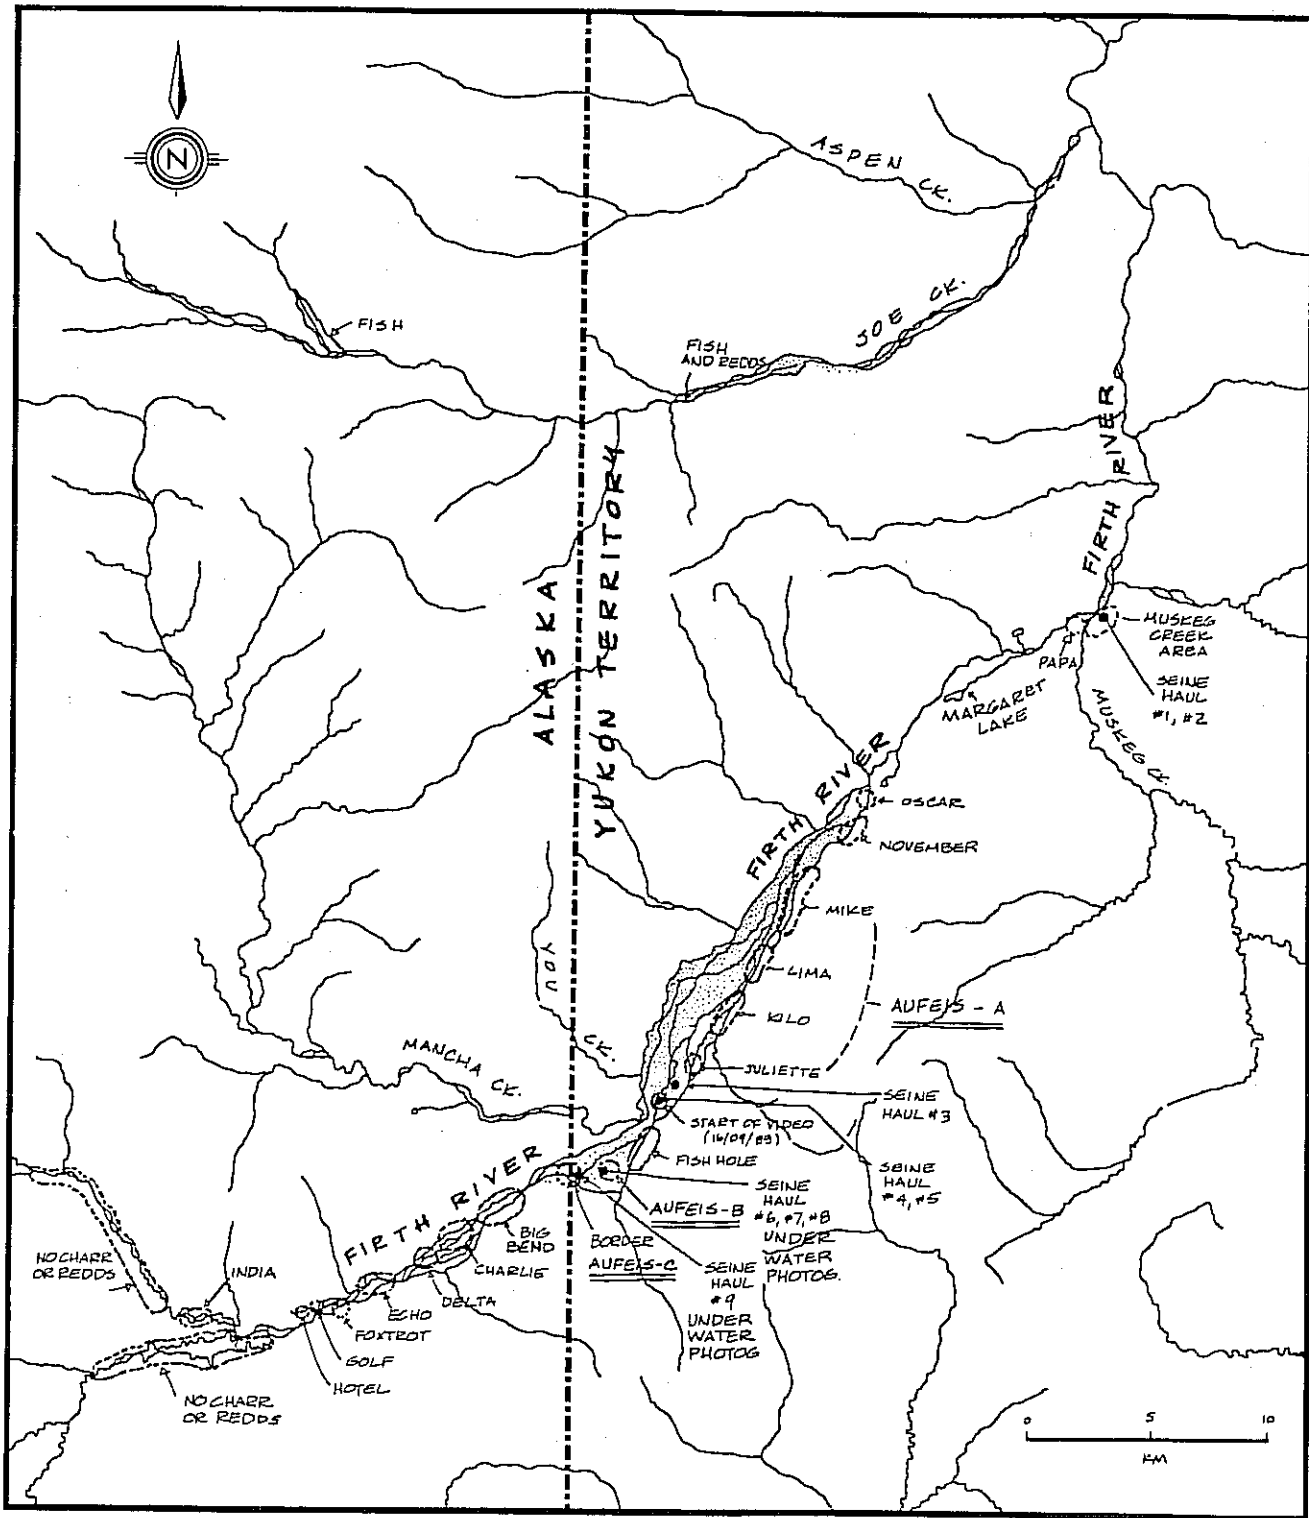 N
ASPEN CK.
JOE CK.
FISH
FISH
AND REDDS
FIRTH RIVER
ALASKA
YUKON TERRITORY
MUSKEG
CREEK
AREA
PAPA
SEINE
HAUL
#1, #2
MARGARET
LAKE
MUSKEG CK.
FIRTH RIVER
OSCAR
NOVEMBER
MIKE
LIMA
AUFEIS - A
KILO
JULIETTE
MANCHA CK.
CK.
SEINE
HAUL #3
START OF VIDEO
FISH HOLE
SEINE
HAUL
#4, #5
SEINE
HAUL
#6, #7, #8
UNDER
WATER
PHOTOG.
AUFEIS-B
FIRTH RIVER
BIG
BEND
BORDER
AUFEIS-C
CHARLIE
SEINE
HAUL
#9
UNDER
WATER
PHOTOG
NO CHARR
OR REDDS
INDIA
DELTA
ECHO
FOXTROT
GOLF
HOTEL
NO CHARR
OR REDDS
0 5 10
KM